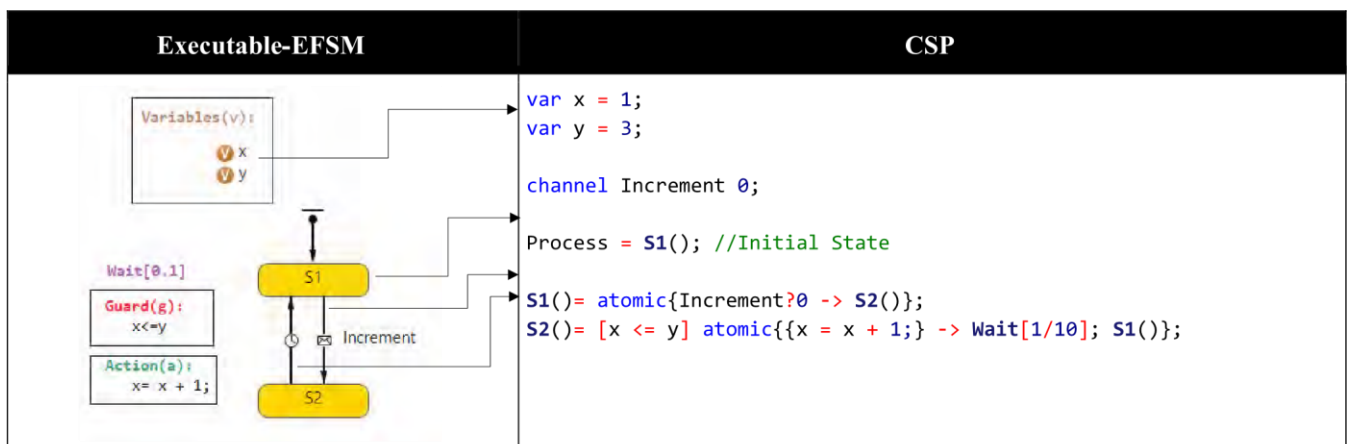 Executable-EFSM
CSP
Variables(v):
V x
V y
Wait[0.1]
Guard(g):
x<=y
Action(a):
x= x + 1;
S1
Increment
S2
var x = 1;
var y = 3;
channel Increment 0;
Process = S1(); //Initial State
S1()= atomic{Increment?0 -> S2()};
S2()= [x <= y] atomic{{x = x + 1;} -> Wait[1/10]; S1()};